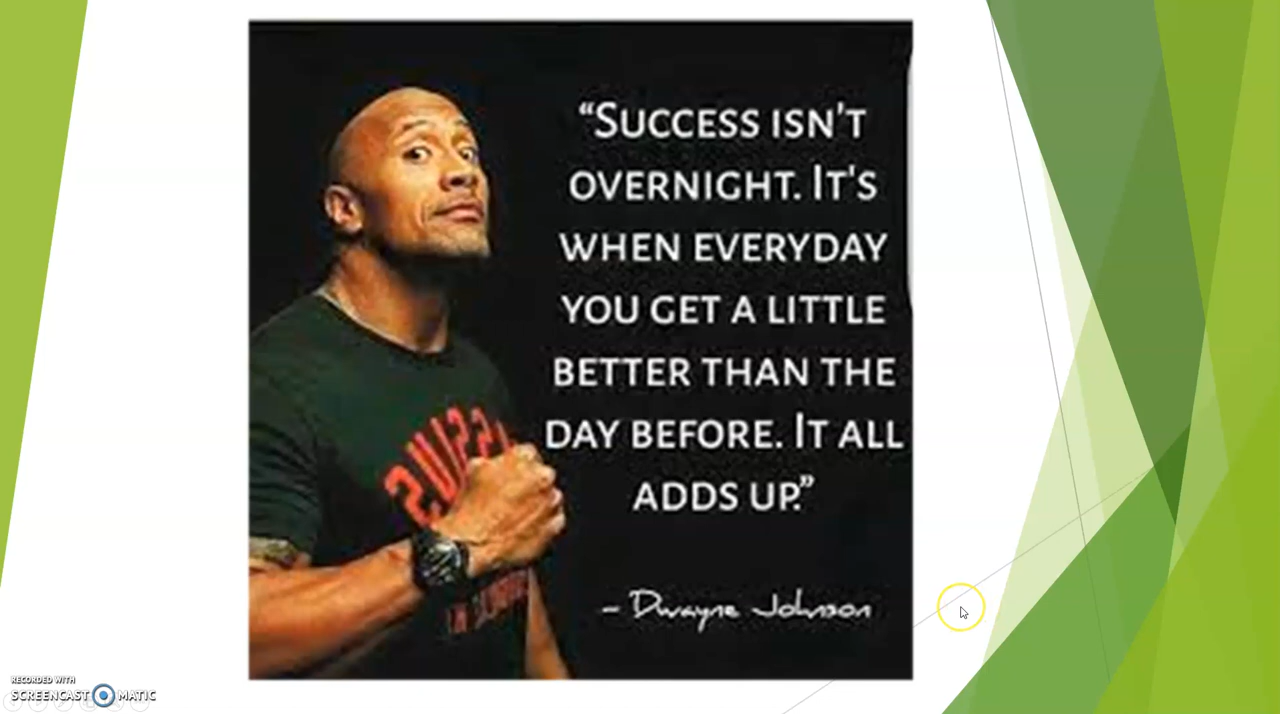 “SUCCESS ISN'T
OVERNIGHT. IT'S
WHEN EVERYDAY
YOU GET A LITTLE
BETTER THAN THE
DAY BEFORE. IT ALL
ADDS UP.”
– Dwayne Johnson
RECORDED WITH
SCREENCAST MATIC